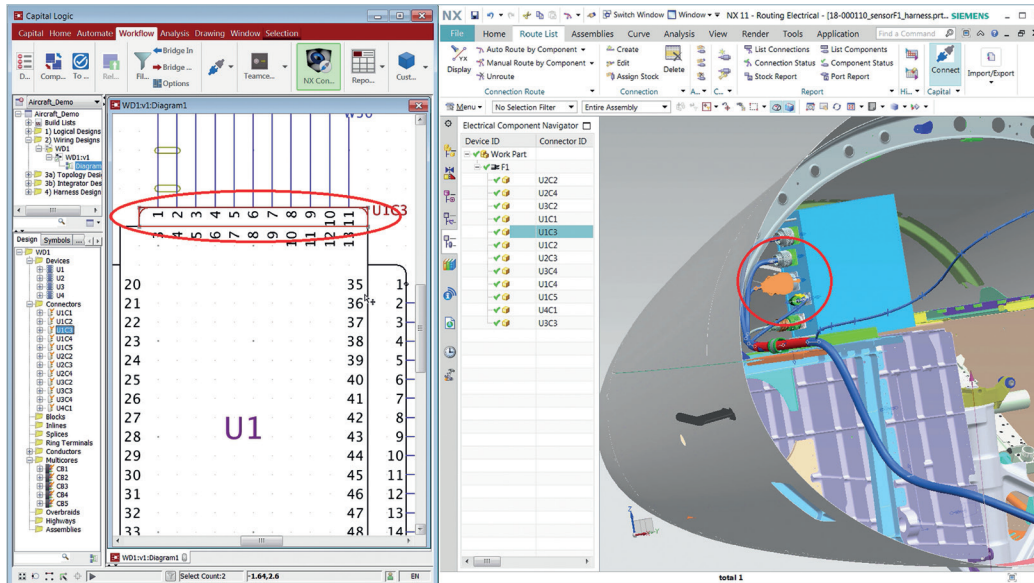 Capital Logic
Capital Home Automate Workflow Analysis Drawing Window Selection
D... Comp... To ... Rol... Fil... Bridge In
Bridge ...
Options
Teamce... NX Con... Repo... Cust...
Aircraft_Demo
Aircraft_Demo
Build Lists
1) Logical Designs
2) Wiring Designs
WD1
WD1:v1
Diagram
3a) Topology Des
3b) Integrator Des
4) Harness Design
Design Symbols ...
WD1
Devices
U1
U2
U3
U4
Connectors
U1C1
U1C2
U1C3
U1C4
U1C5
U2C2
U2C3
U2C4
U3C2
U3C3
U3C4
U4C1
Blocks
Inlines
Splices
Ring Terminals
Conductors
Multicores
CB1
CB2
CB3
CB4
CB5
Overbraids
Highways
Assemblies
WD1:v1:Diagram1
W50
1 2 3 4 5 6 7 8 9 10 11 U1C3
3 4 5 6 7 8 9 10 11 12 13
20 35 1
21 36 2
22 37 3
23 38 4
24 39 5
25 40 6
26 41 7
27 42 8
28 43 9
29 44 10
30 45 11
31 46 12
32 47 13
33 48 14
U1
WD1:v1:Diagram1
Select Count:2 -1.64,2.6 EN
NX Switch Window Window NX 11 - Routing Electrical - [18-000110_sensorF1_harness.prt... SIEMENS
File Home Route List Assemblies Curve Analysis View Render Tools Application Find a Command
Display
Auto Route by Component
Manual Route by Component
Unroute
Connection Route
Create
Edit
Assign Stock
Delete
Connection
A... C...
List Connections List Components
Connection Status Component Status
Stock Report Port Report
Report
Hi...
Connect
Capital
Import/Export
Menu No Selection Filter Entire Assembly
Electrical Component Navigator
Device ID Connector ID
Work Part
F1
U2C2
U2C4
U3C2
U1C1
U1C3
U1C2
U2C3
U3C4
U1C4
U1C5
U4C1
U3C3
Z
total 1